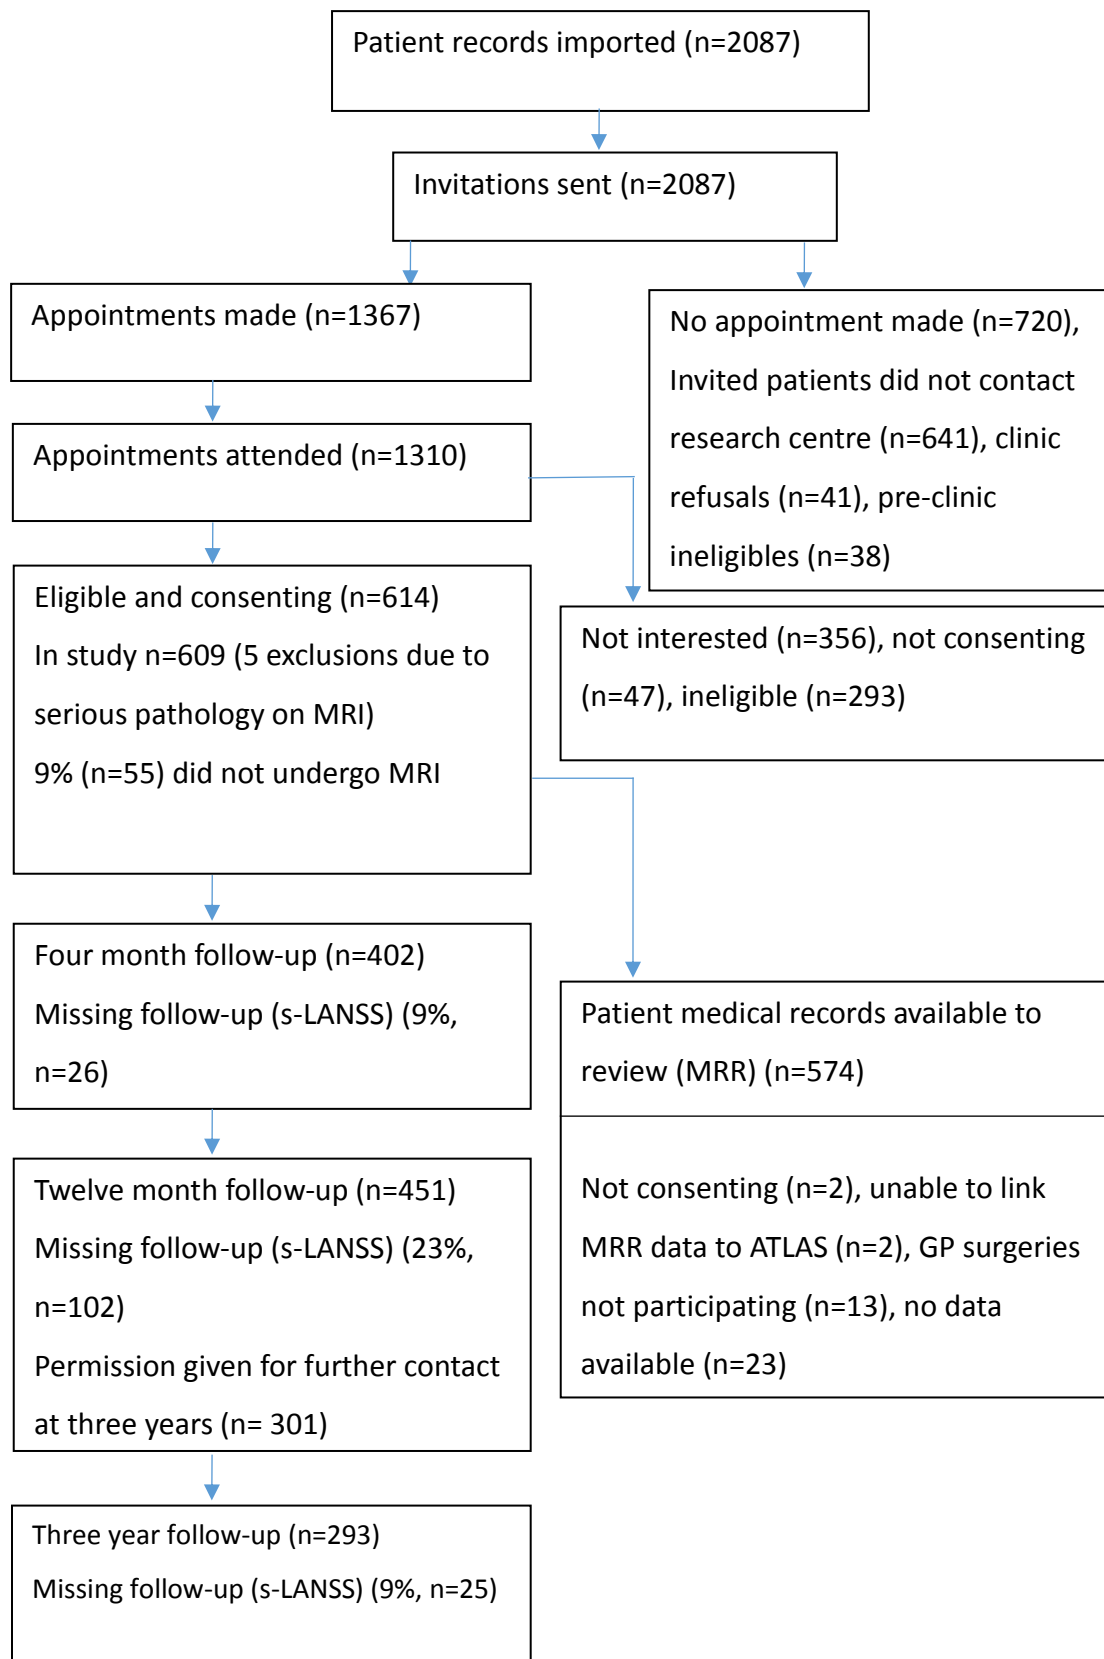 Patient records imported (n=2087)
Invitations sent (n=2087)
Appointments made (n=1367)
No appointment made (n=720),
Invited patients did not contact
research centre (n=641), clinic
refusals (n=41), pre-clinic
ineligibles (n=38)
Appointments attended (n=1310)
Eligible and consenting (n=614)
In study n=609 (5 exclusions due to
serious pathology on MRI)
9% (n=55) did not undergo MRI
Not interested (n=356), not consenting
(n=47), ineligible (n=293)
Four month follow-up (n=402)
Missing follow-up (s-LANSS) (9%,
n=26)
Patient medical records available to
review (MRR) (n=574)
Not consenting (n=2), unable to link
MRR data to ATLAS (n=2), GP surgeries
not participating (n=13), no data
available (n=23)
Twelve month follow-up (n=451)
Missing follow-up (s-LANSS) (23%,
n=102)
Permission given for further contact
at three years (n= 301)
Three year follow-up (n=293)
Missing follow-up (s-LANSS) (9%, n=25)